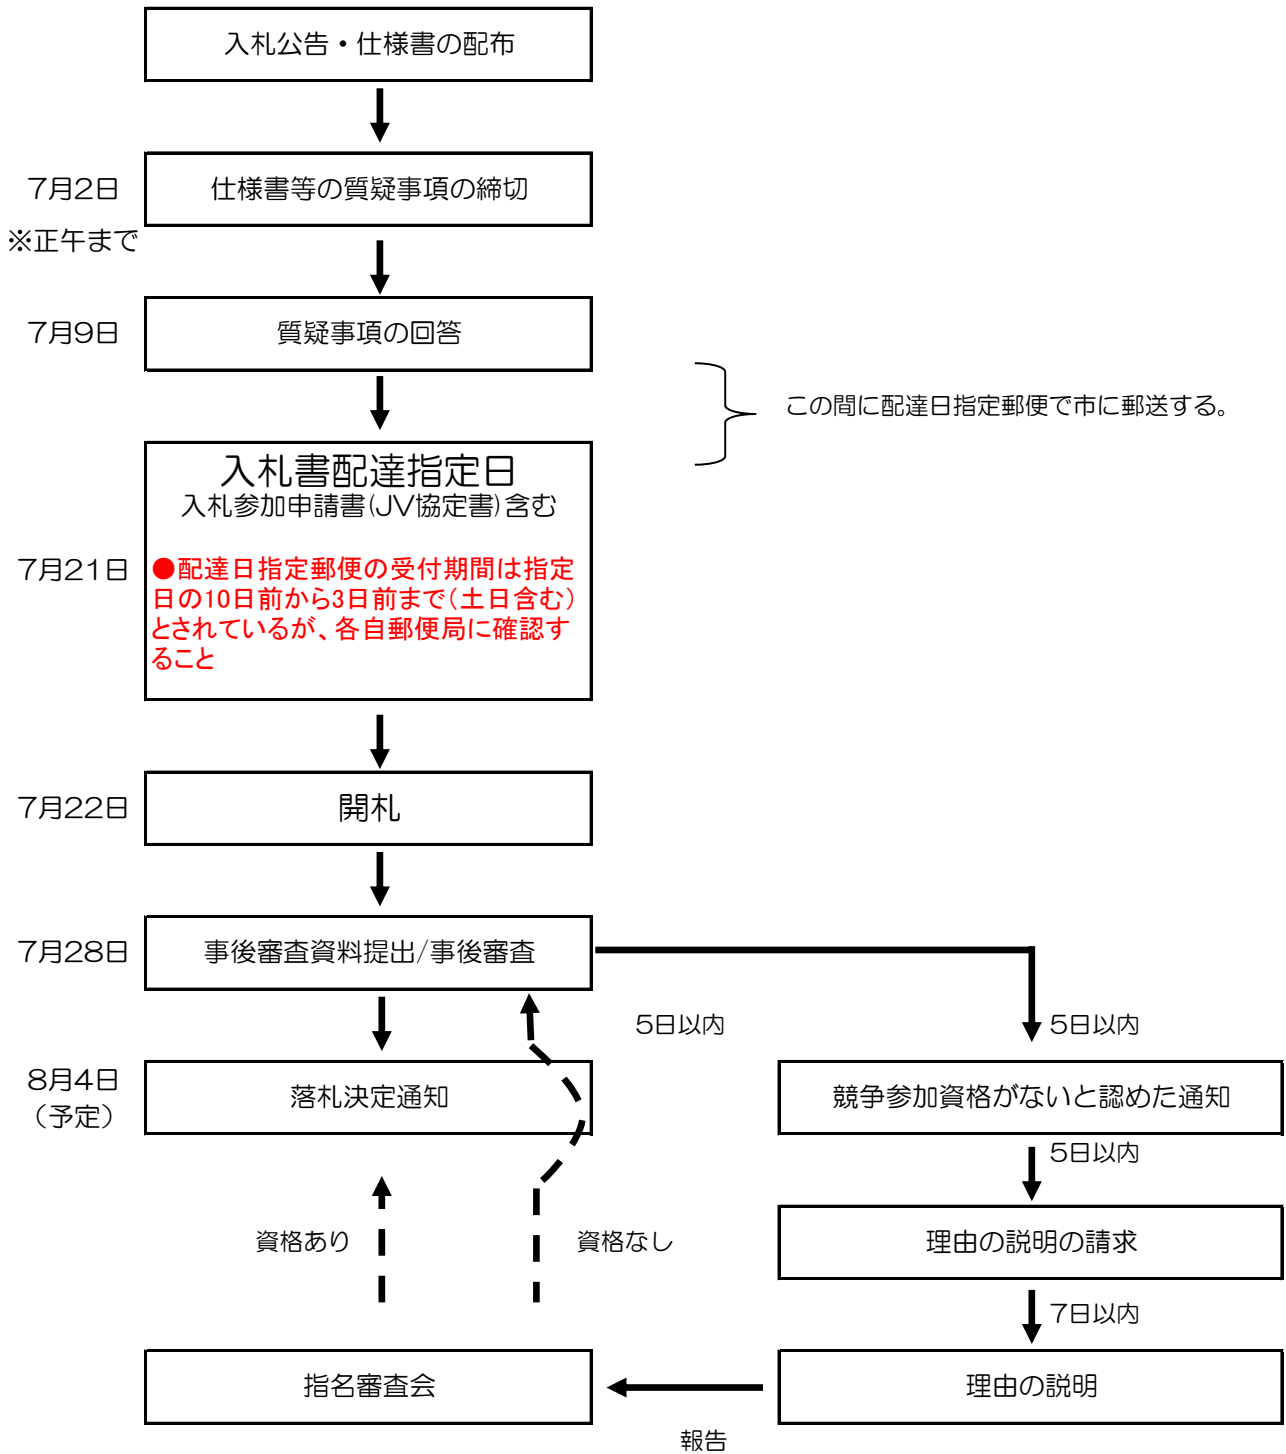 入札公告・仕様書の配布
7月2日
仕様書等の質疑事項の締切
※正午まで
7月9日
質疑事項の回答
この間に配達日指定郵便で市に郵送する。
入札書配達指定日
入札参加申請書(JV協定書)含む
7月21日
●配達日指定郵便の受付期間は指定
日の10日前から3日前まで(土日含む)
とされているが、各自郵便局に確認す
ること
7月22日
開札
7月28日
事後審査資料提出/事後審査
5日以内
5日以内
8月4日
(予定)
落札決定通知
競争参加資格がないと認めた通知
5日以内
資格あり
資格なし
理由の説明の請求
7日以内
指名審査会
理由の説明
報告